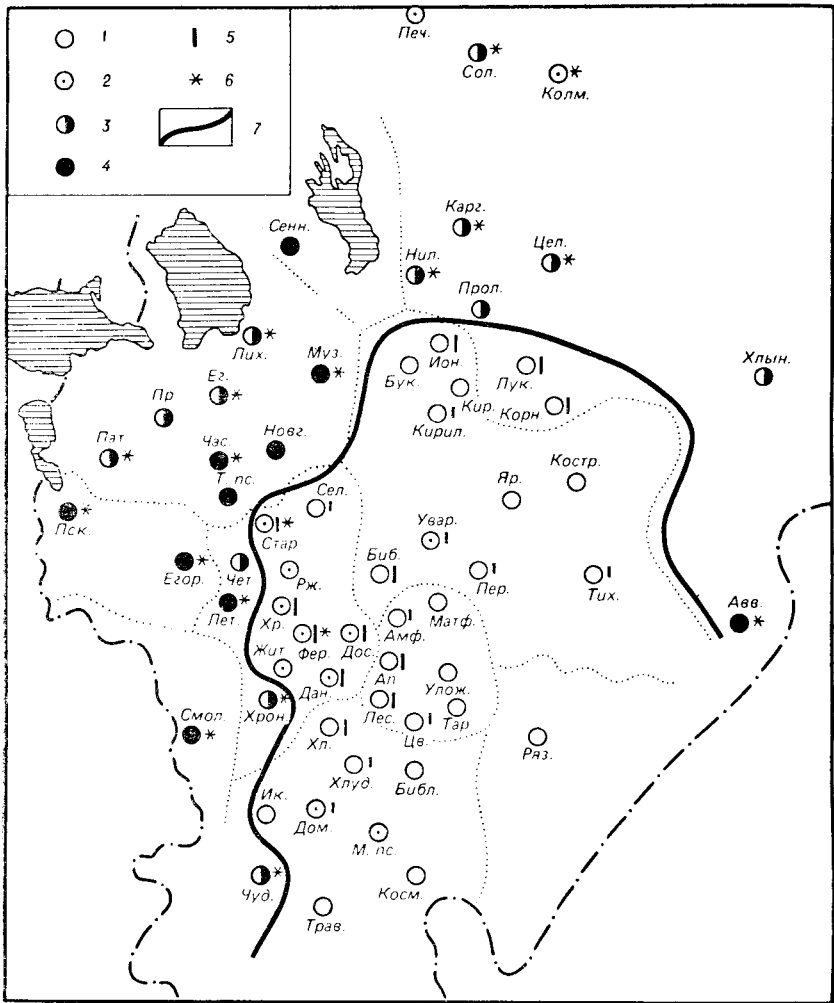 1
5
2
6
3
7
4
Печ.
Сол.
Колм.
Сенн.
Карг.
Нил.
Цел.
Прол.
Лих.
Муз.
Ион.
Бук.
Лук.
Кир.
Корн.
Кирил.
Хлын.
Ег.
Пр
Пат
Час.
Новг.
Т. пс.
Пск.
Сел.
Стар
Яр.
Костр.
Увар.
Егор.
Чет
Рж.
Биб.
Пер.
Тих.
Лет.
Хр.
Амф.
Матф.
Авв.
Фер.
Дос.
Жит
Дан.
Ап
Улож.
Хрон.
Лес.
Тар
Смол.
Хл.
Цв.
Ряз.
Хлуд.
Библ.
Ик.
Дом.
М. пс.
Чуд.
Косм.
Трав.